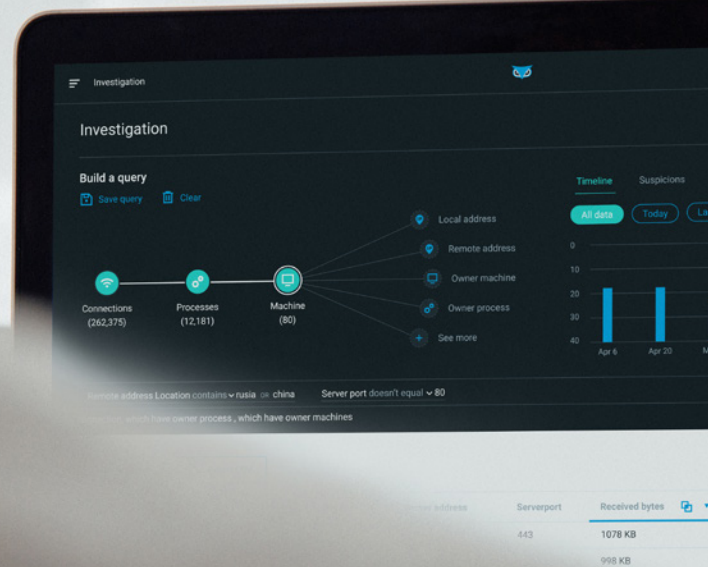 Investigation
Investigation
Build a query
Save query Clear
Timeline Suspicions
All data Today La
Local address
Remote address
Owner machine
Owner process
See more
Connections
(262,375)
Processes
(12,181)
Machine
(80)
0
10
20
30
40
Apr 6 Apr 20 M
Remote address Location contains rusia OR china Server port doesn't equal 80
which have owner process , which have owner machines
address Serverport Received bytes
443 1078 KB
998 KB